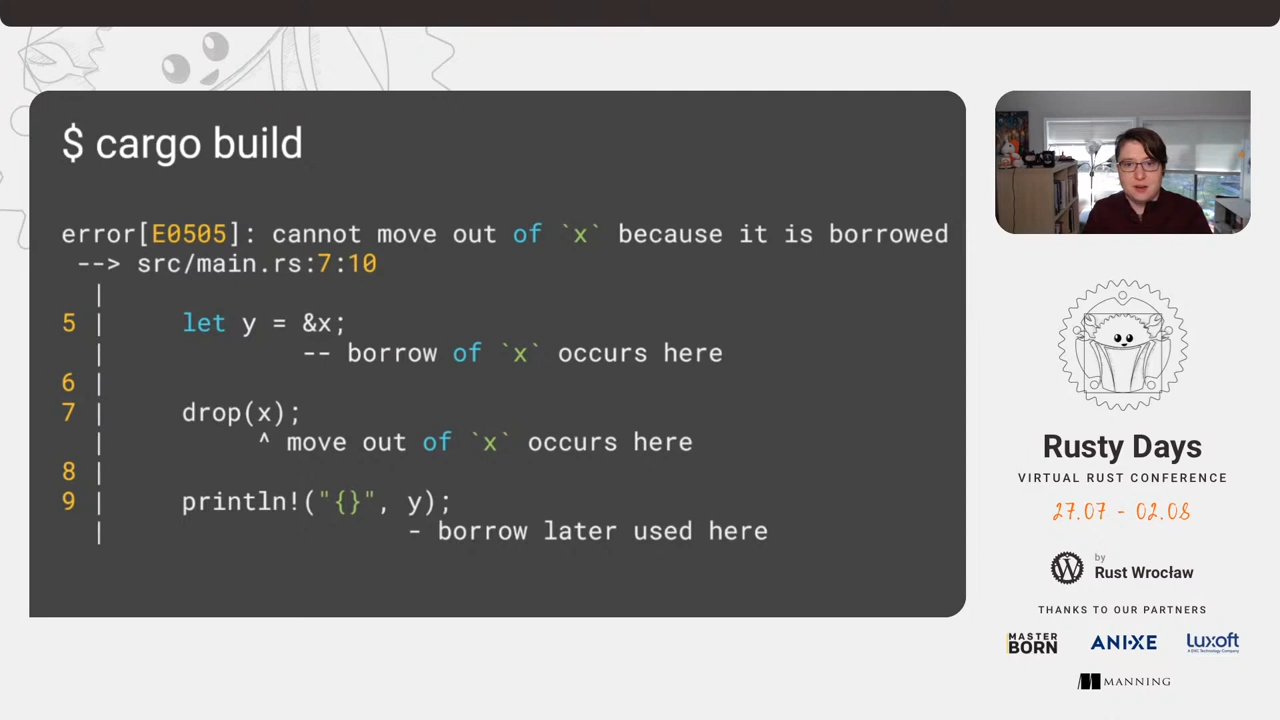 $ cargo build
error[E0505]: cannot move out of `x` because it is borrowed
--> src/main.rs:7:10
|
5 | let y = &x;
| -- borrow of `x` occurs here
6 |
7 | drop(x);
| ^ move out of `x` occurs here
8 |
9 | println!("{}", y);
| - borrow later used here
Rusty Days
VIRTUAL RUST CONFERENCE
27.07 - 02.08
by
Rust Wrocław
THANKS TO OUR PARTNERS
MASTER BORN
ANIXE
Luxoft
A DXC Technology Company
MANNING